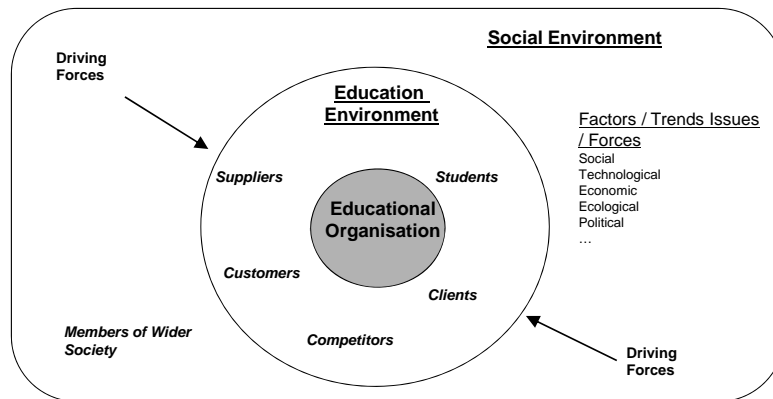 Social Environment
Driving
Forces
Education
Environment
Factors / Trends Issues
/ Forces
Social
Technological
Economic
Ecological
Political
...
Suppliers
Students
Educational
Organisation
Customers
Clients
Members of Wider
Society
Competitors
Driving
Forces